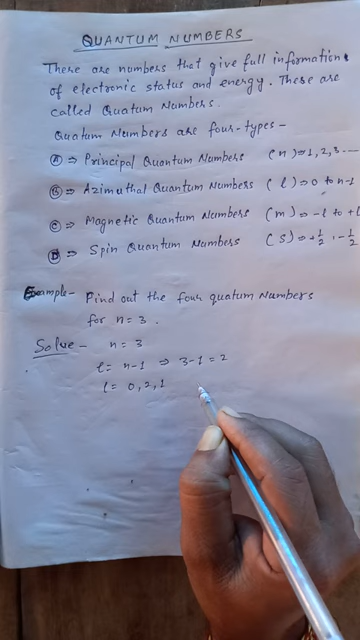 QUANTUM NUMBERS
There are numbers that give full information
of electronic status and energy. These are
called Quatum Numbers.
Quatum Numbers are four-types-
(A) ⇒ Principal Quantum Numbers (n) ⇒ 1, 2, 3 ---
(B) ⇒ Azimuthal Quantum Numbers (l) ⇒ 0 to n-1
(C) ⇒ Magnetic Quantum Numbers (m) ⇒ -l to +l
(D) ⇒ Spin Quantum Numbers (s) ⇒ +1/2, -1/2
Example- Find out the four quatum Numbers
for n=3.
Solve- n=3
l= n-1 ⇒ 3-1=2
l= 0,2,1